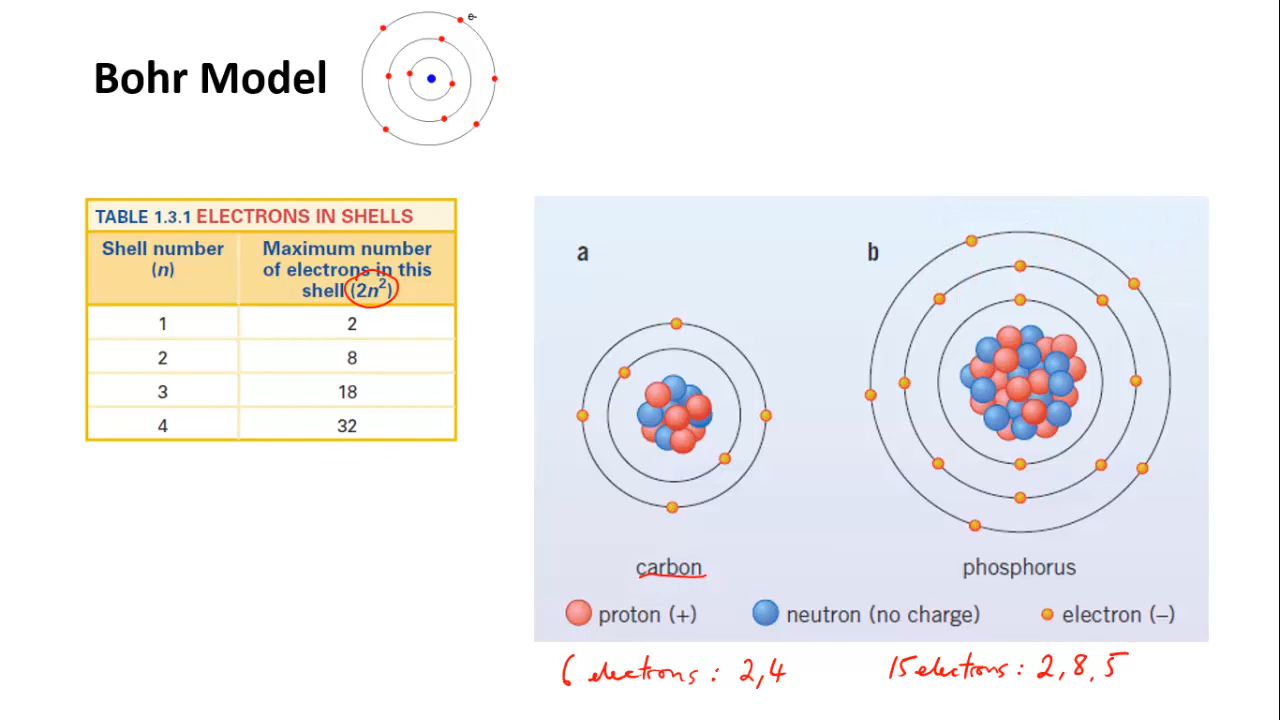 e-
Bohr Model
TABLE 1.3.1 ELECTRONS IN SHELLS
Shell number
(n)
Maximum number
of electrons in this
shell (2n²)
1 2
2 8
3 18
4 32
a
b
carbon
phosphorus
proton (+)
neutron (no charge)
electron (–)
6 electrons : 2,4
15 electrons : 2, 8, 5